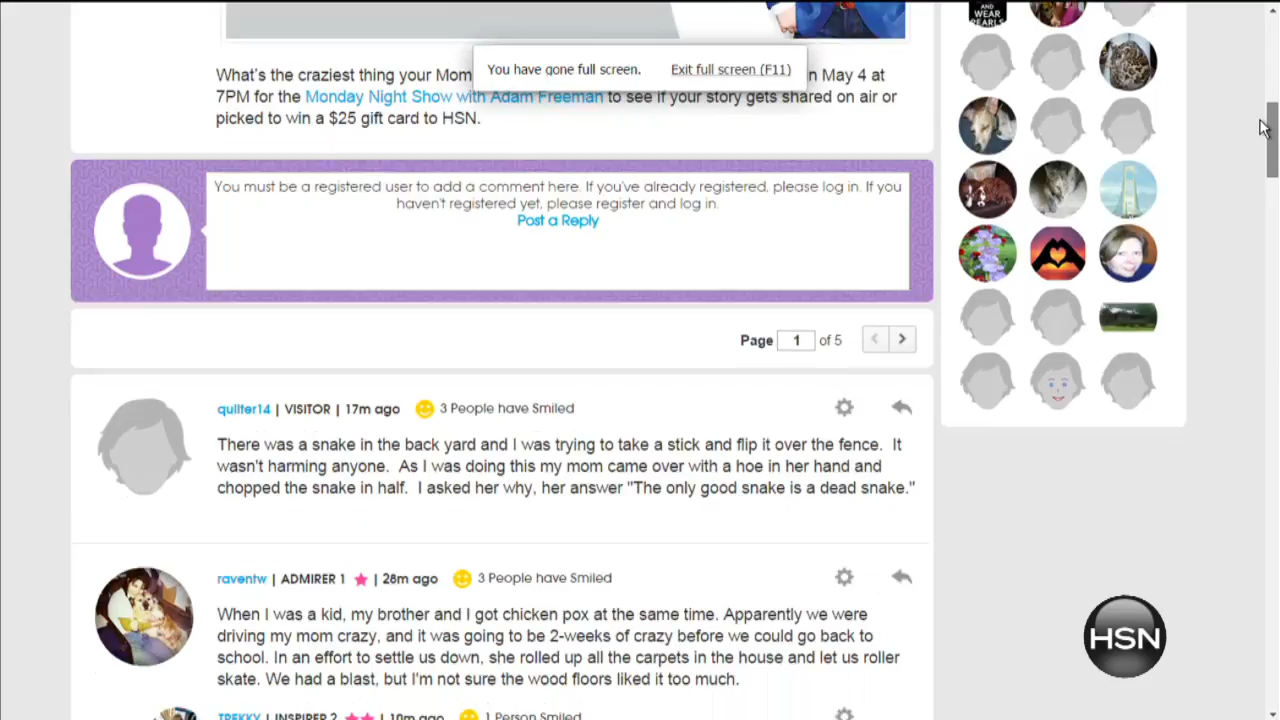 AND
WEAR
PEARLS
You have gone full screen. Exit full screen (F11)
What's the craziest thing your Mom n May 4 at
7PM for the Monday Night Show with Adam Freeman to see if your story gets shared on air or
picked to win a $25 gift card to HSN.
You must be a registered user to add a comment here. If you've already registered, please log in. If you
haven't registered yet, please register and log in.
Post a Reply
Page 1 of 5
quilter14 | VISITOR | 17m ago 3 People have Smiled
There was a snake in the back yard and I was trying to take a stick and flip it over the fence. It
wasn't harming anyone. As I was doing this my mom came over with a hoe in her hand and
chopped the snake in half. I asked her why, her answer "The only good snake is a dead snake."
raventw | ADMIRER 1 | 28m ago 3 People have Smiled
When I was a kid, my brother and I got chicken pox at the same time. Apparently we were
driving my mom crazy, and it was going to be 2-weeks of crazy before we could go back to
school. In an effort to settle us down, she rolled up all the carpets in the house and let us roller
skate. We had a blast, but I'm not sure the wood floors liked it too much.
HSN
TREKKY | INSPIRER 2 | 10m ago 1 Person Smiled